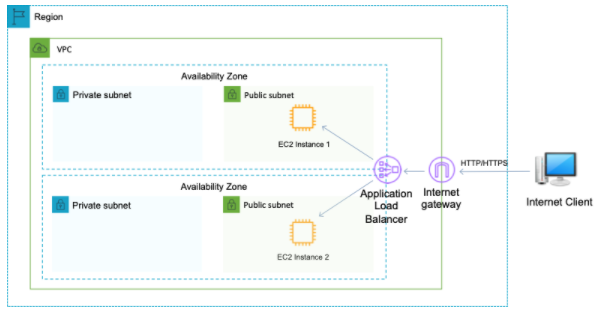 Region
VPC
Availability Zone
Private subnet
Public subnet
EC2 Instance 1
HTTP/HTTPS
Application
Load
Balancer
Internet
gateway
Internet Client
Availability Zone
Private subnet
Public subnet
EC2 Instance 2